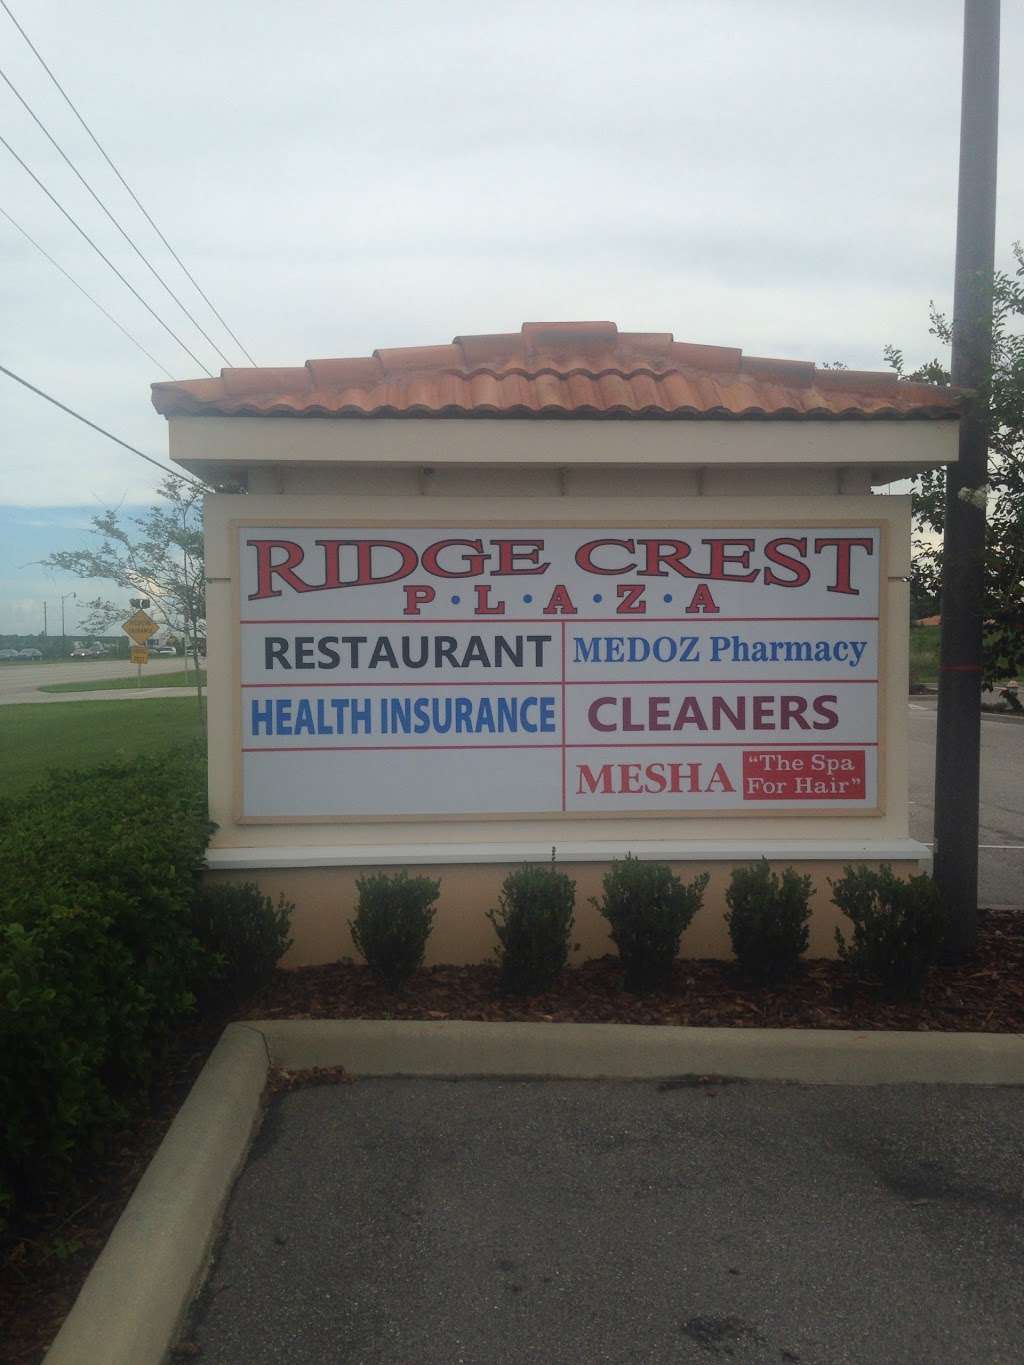 RIDGE CREST
P·L·A·Z·A
RESTAURANT
MEDOZ Pharmacy
HEALTH INSURANCE
CLEANERS
MESHA "The Spa
For Hair"